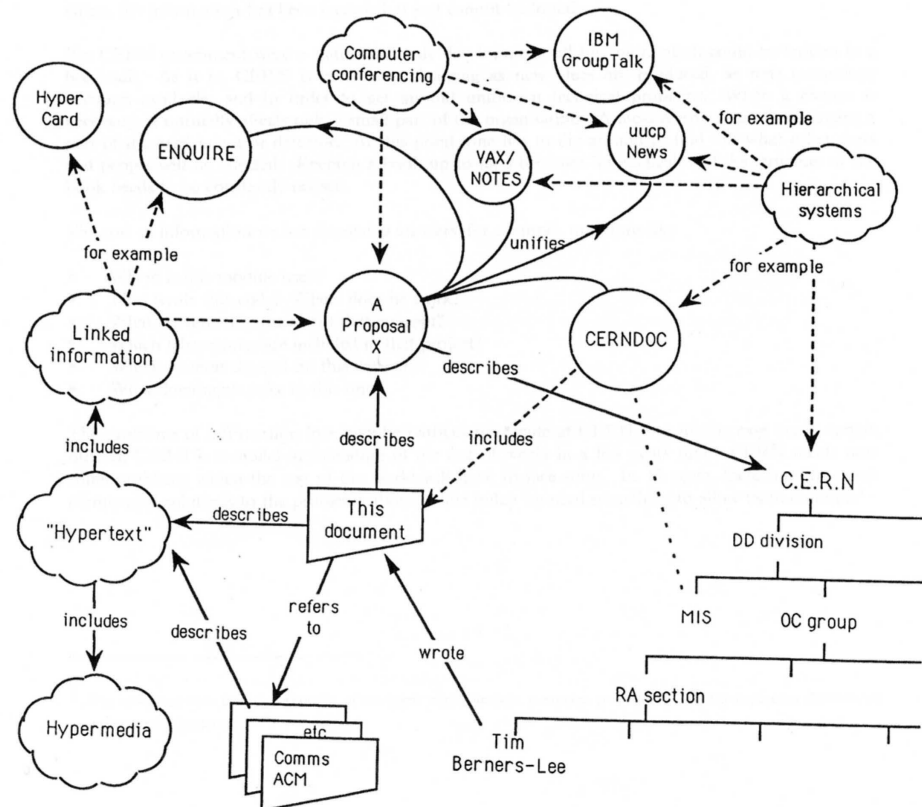 IBM
GroupTalk
Computer
conferencing
Hyper
Card
ENQUIRE
VAX/
NOTES
uucp
News
for example
Hierarchical
systems
unifies
for example
for example
A
Proposal
X
CERNDOC
Linked
information
describes
includes
describes
includes
C.E.R.N
"Hypertext"
describes
This
document
DD division
includes
describes
refers
to
MIS
OC group
wrote
RA section
Hypermedia
etc
Comms
ACM
Tim
Berners-Lee